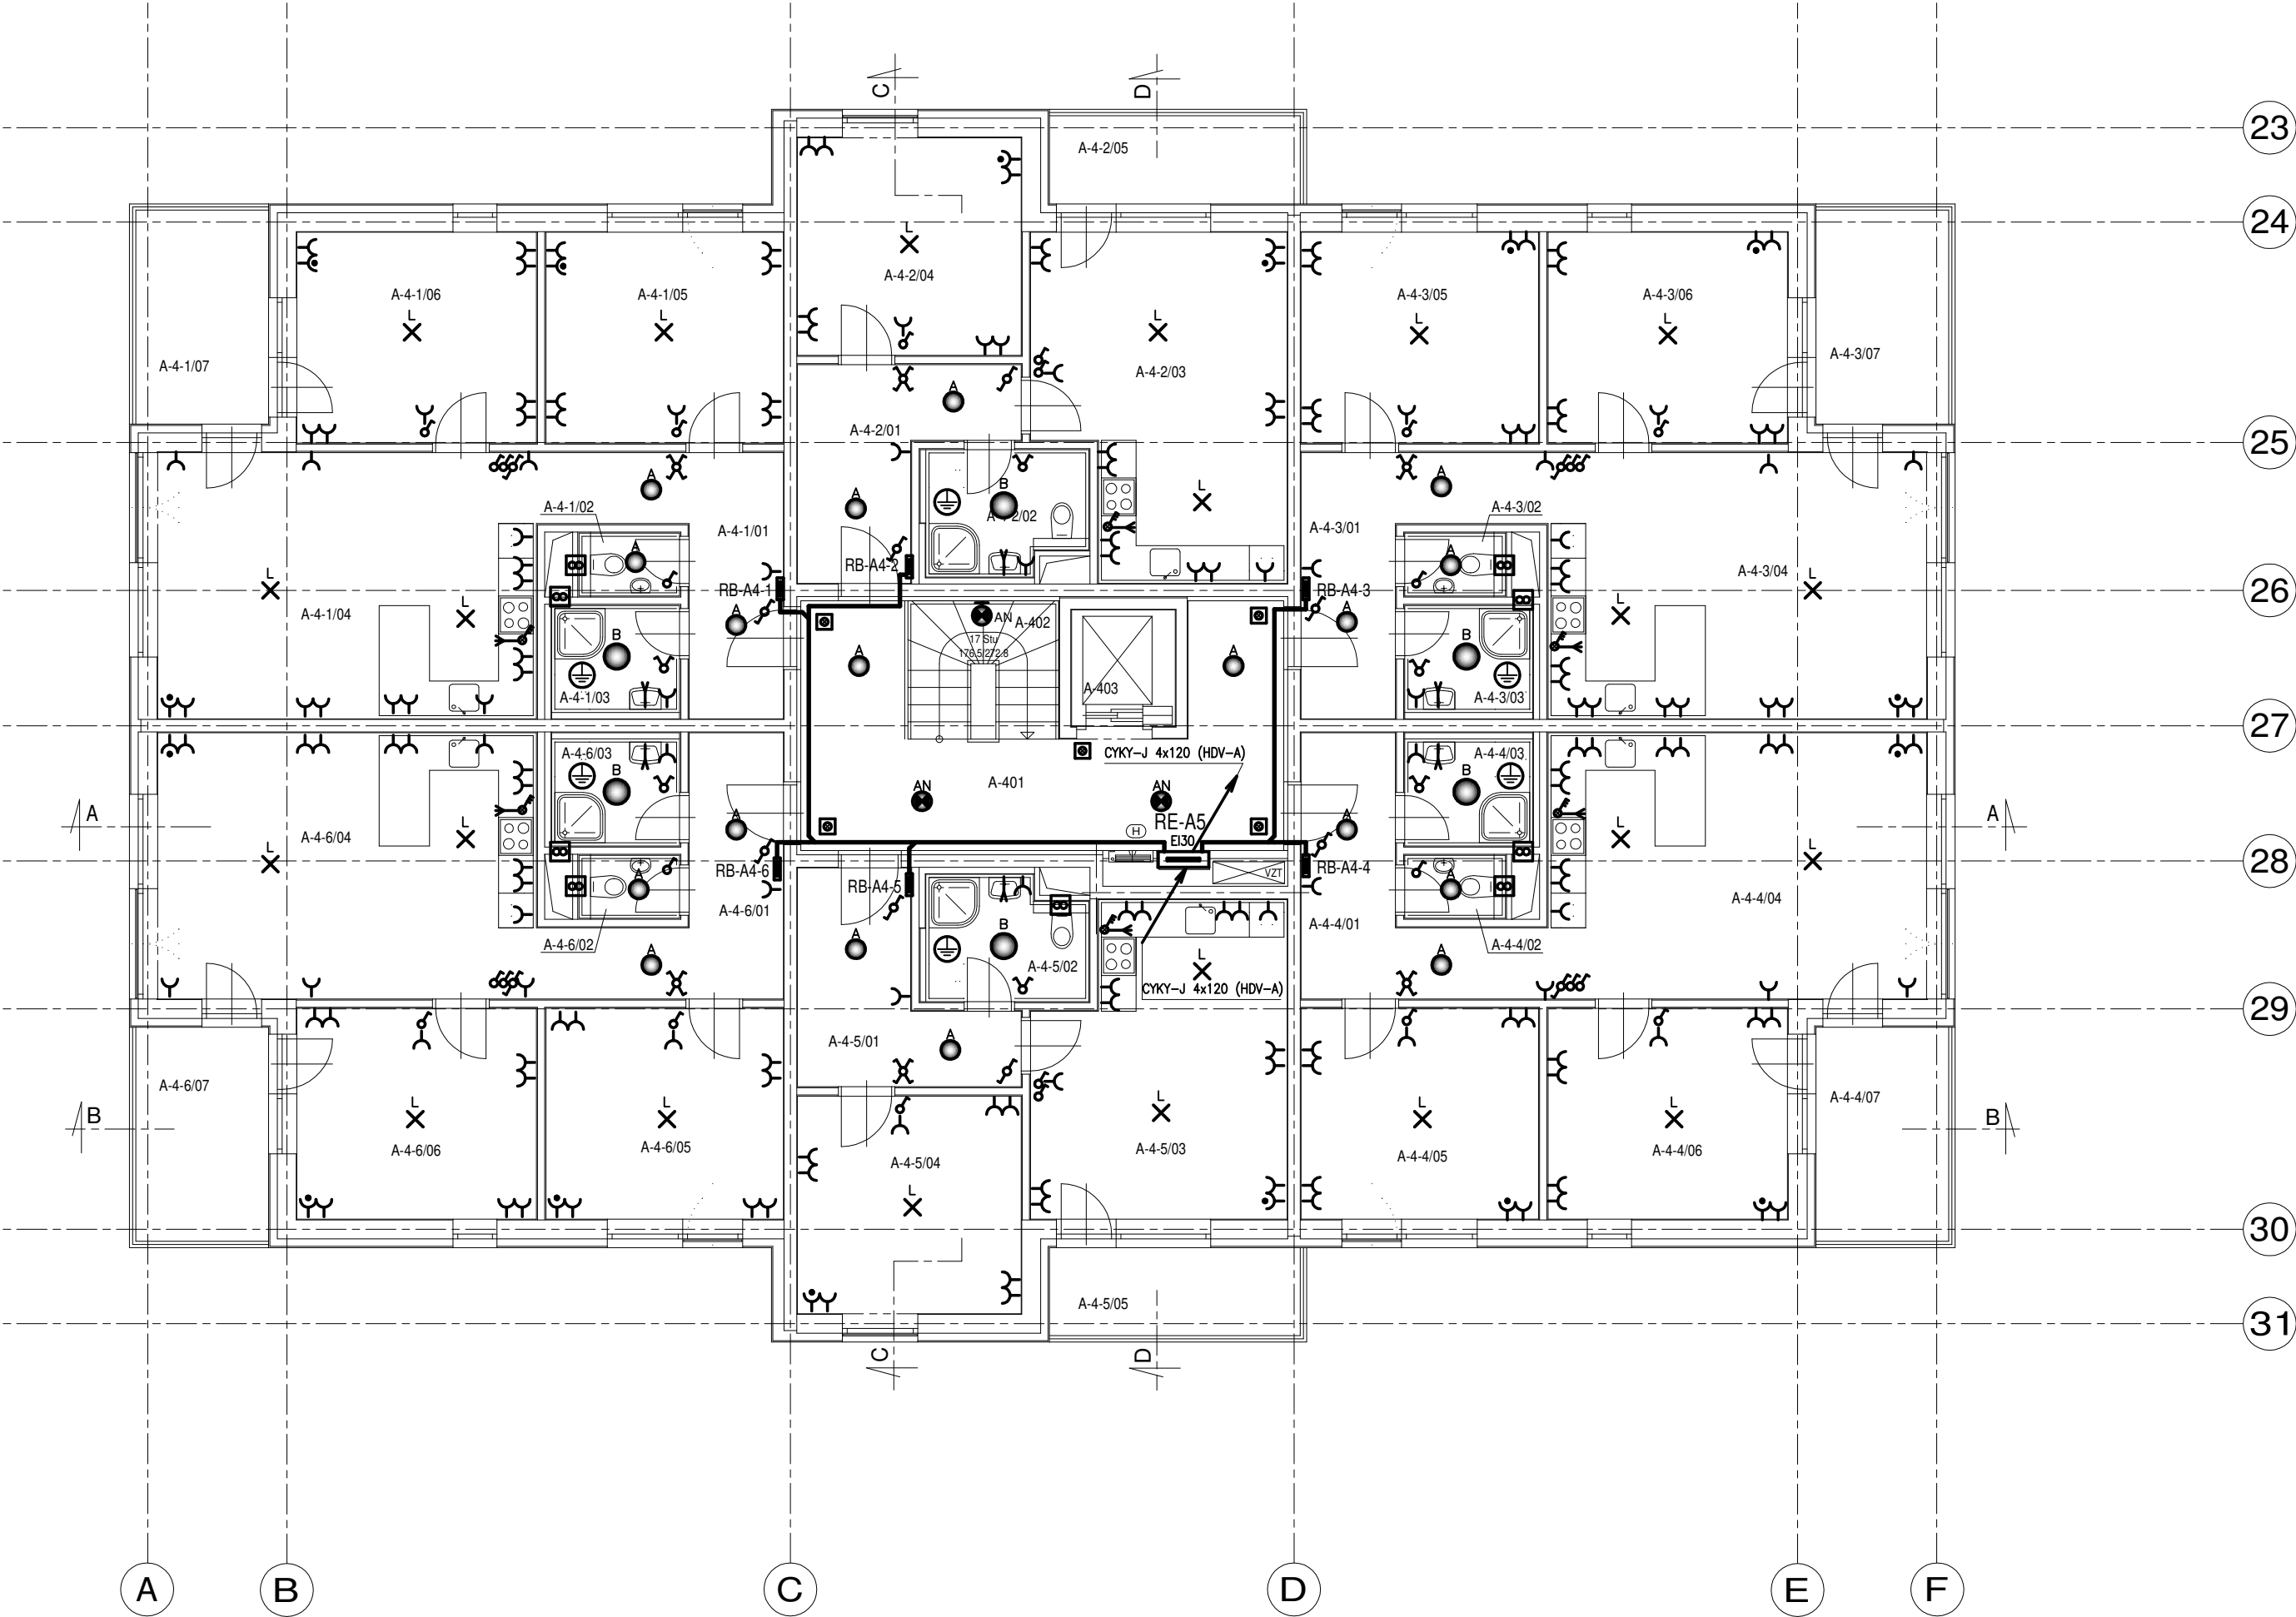 C
D
23
A-4-2/05
24
L
A-4-2/04
A-4-1/06
L
A-4-1/05
L
L
A-4-2/03
A-4-3/05
L
A-4-3/06
L
A-4-1/07
A-4-3/07
A
A-4-2/01
25
A
A
A
A-4-1/02
A-4-1/01
B
A-4-2/02
L
A-4-3/01
A-4-3/02
A
RB-A4-1
RB-A4-2
RB-A4-3
A
A-4-3/04
L
26
L
A-4-1/04
L
A
AN
A-402
17 Stu
176.5/272.8
A
L
B
A-4-1/03
A
A-403
A
B
A-4-3/03
27
A-4-6/03
B
CYKY-J 4x120 (HDV-A)
A-401
AN
AN
A-4-4/03
B
A
A-4-6/04
L
L
A
H
RE-A5
EI30
A
L
L
A
28
RB-A4-6
RB-A4-5
VZT
RB-A4-4
A
A
A-4-6/01
A-4-4/01
A-4-4/04
A-4-6/02
A
A
B
A-4-5/02
L
CYKY-J 4x120 (HDV-A)
A
A-4-4/02
29
A-4-5/01
A
A-4-6/07
A-4-4/07
B
L
A-4-6/06
L
A-4-6/05
A-4-5/04
L
L
A-4-5/03
L
A-4-4/05
L
A-4-4/06
B
30
A-4-5/05
31
C
D
A
B
C
D
E
F